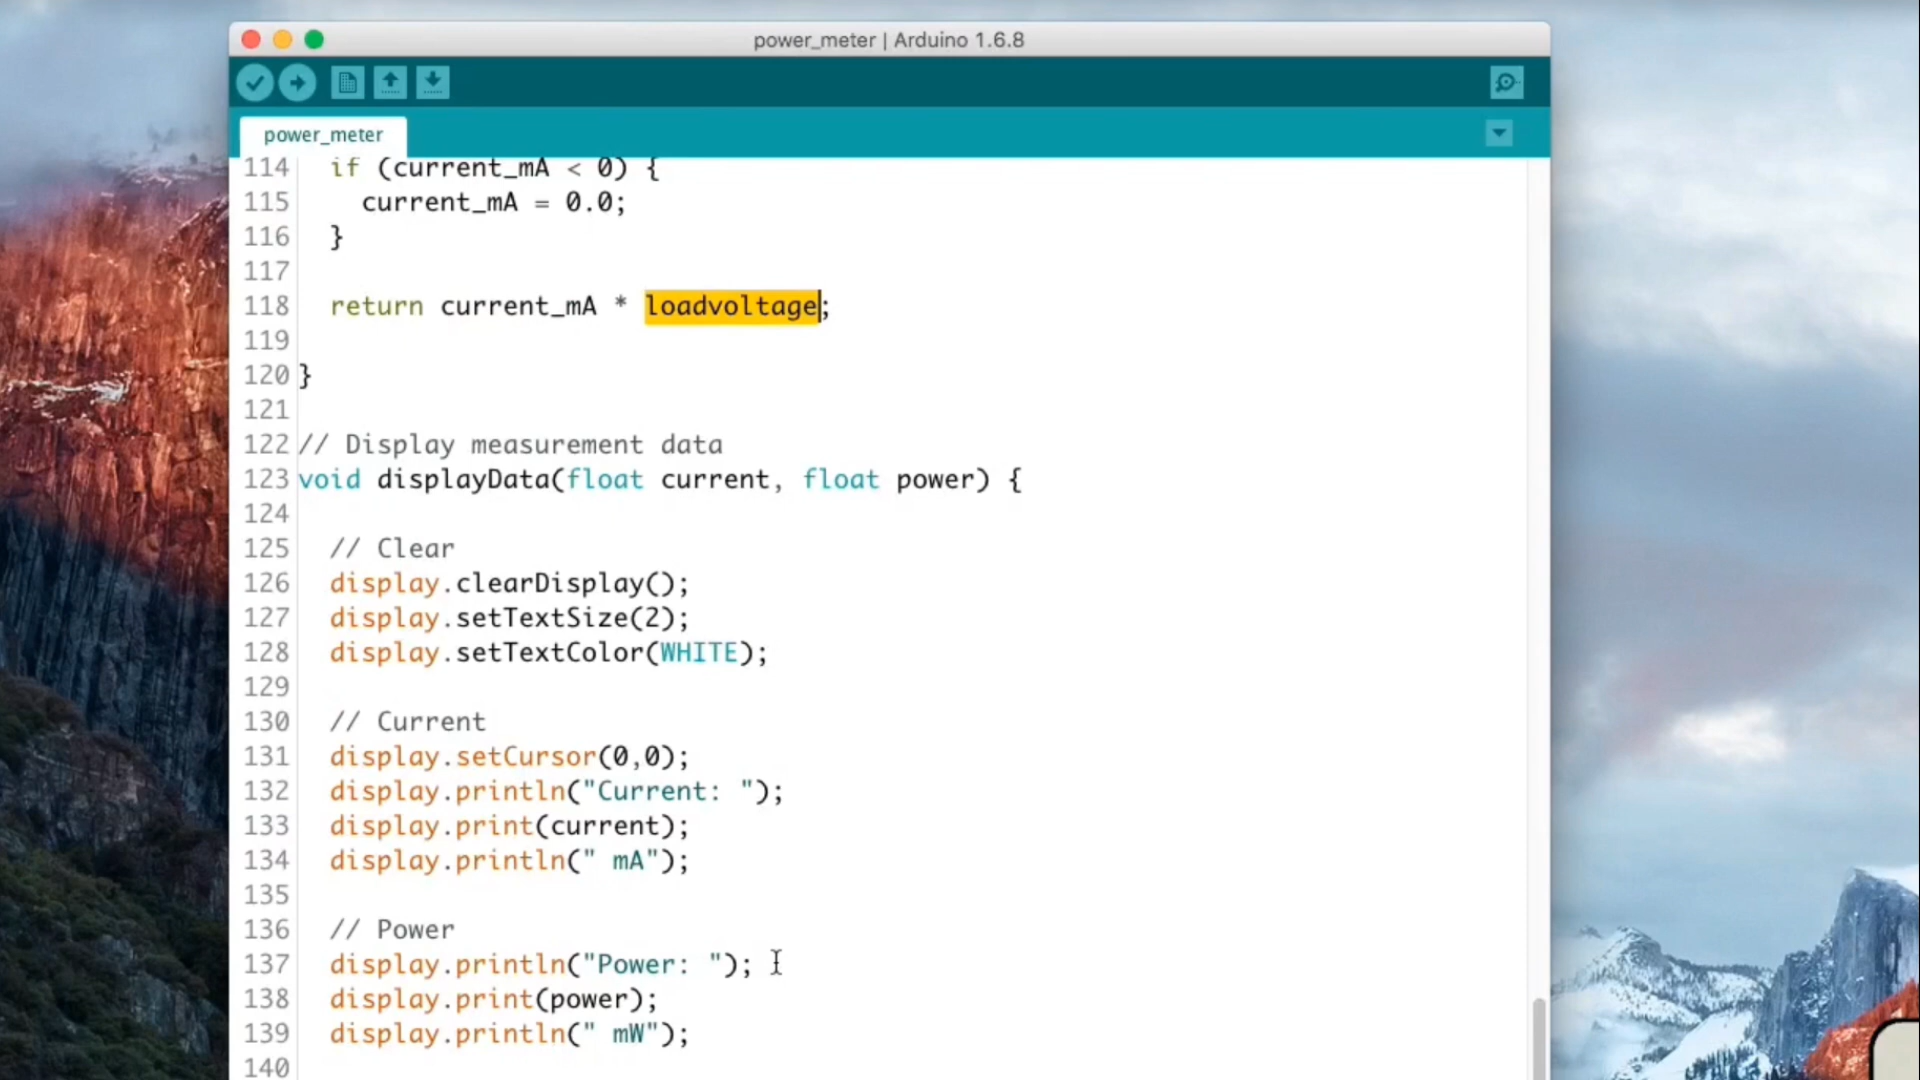 power_meter | Arduino 1.6.8
power_meter
114 if (current_mA < 0) {
115 current_mA = 0.0;
116 }
117
118 return current_mA * loadvoltage;
119
120 }
121
122 // Display measurement data
123 void displayData(float current, float power) {
124
125 // Clear
126 display.clearDisplay();
127 display.setTextSize(2);
128 display.setTextColor(WHITE);
129
130 // Current
131 display.setCursor(0,0);
132 display.println("Current: ");
133 display.print(current);
134 display.println(" mA");
135
136 // Power
137 display.println("Power: ");
138 display.print(power);
139 display.println(" mW");
140